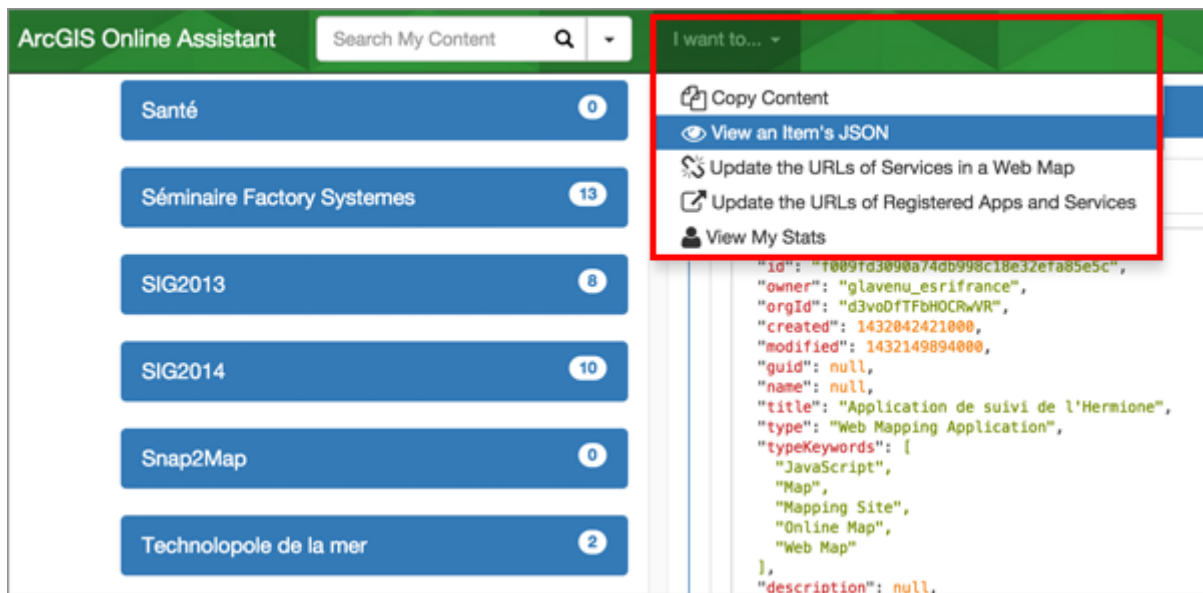 ArcGIS Online Assistant
Search My Content
I want to...
Santé 0
Séminaire Factory Systemes 13
SIG2013 8
SIG2014 10
Snap2Map 0
Technolopole de la mer 2
Copy Content
View an Item's JSON
Update the URLs of Services in a Web Map
Update the URLs of Registered Apps and Services
View My Stats
"id": "f009fd3090a74db998c18e32efa85e5c",
"owner": "glavenu_esrifrance",
"orgId": "d3voDfTFbHOCRwVR",
"created": 1432042421000,
"modified": 1432149894000,
"guid": null,
"name": null,
"title": "Application de suivi de l'Hermione",
"type": "Web Mapping Application",
"typeKeywords": [
"JavaScript",
"Map",
"Mapping Site",
"Online Map",
"Web Map"
],
"description": null,